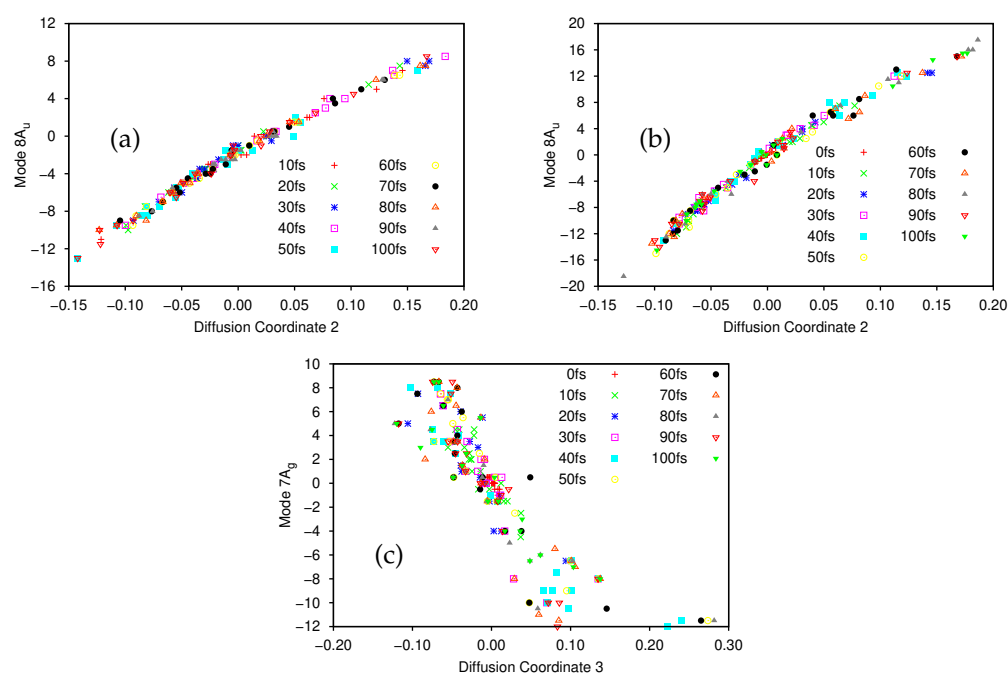 12
8
4
0
−4
−8
−12
−16
Mode 8Au
(a)
10fs 60fs
20fs 70fs
30fs 80fs
40fs 90fs
50fs 100fs
−0.15 −0.10 −0.05 0.00 0.05 0.10 0.15 0.20
Diffusion Coordinate 2
20
16
12
8
4
0
−4
−8
−12
−16
−20
Mode 8Au
(b)
0fs 60fs
10fs 70fs
20fs 80fs
30fs 90fs
40fs 100fs
50fs
−0.15 −0.10 −0.05 0.00 0.05 0.10 0.15 0.20
Diffusion Coordinate 2
10
8
6
4
2
0
−2
−4
−6
−8
−10
−12
Mode 7Ag
(c)
0fs 60fs
10fs 70fs
20fs 80fs
30fs 90fs
40fs 100fs
50fs
−0.20 −0.10 0.00 0.10 0.20 0.30
Diffusion Coordinate 3